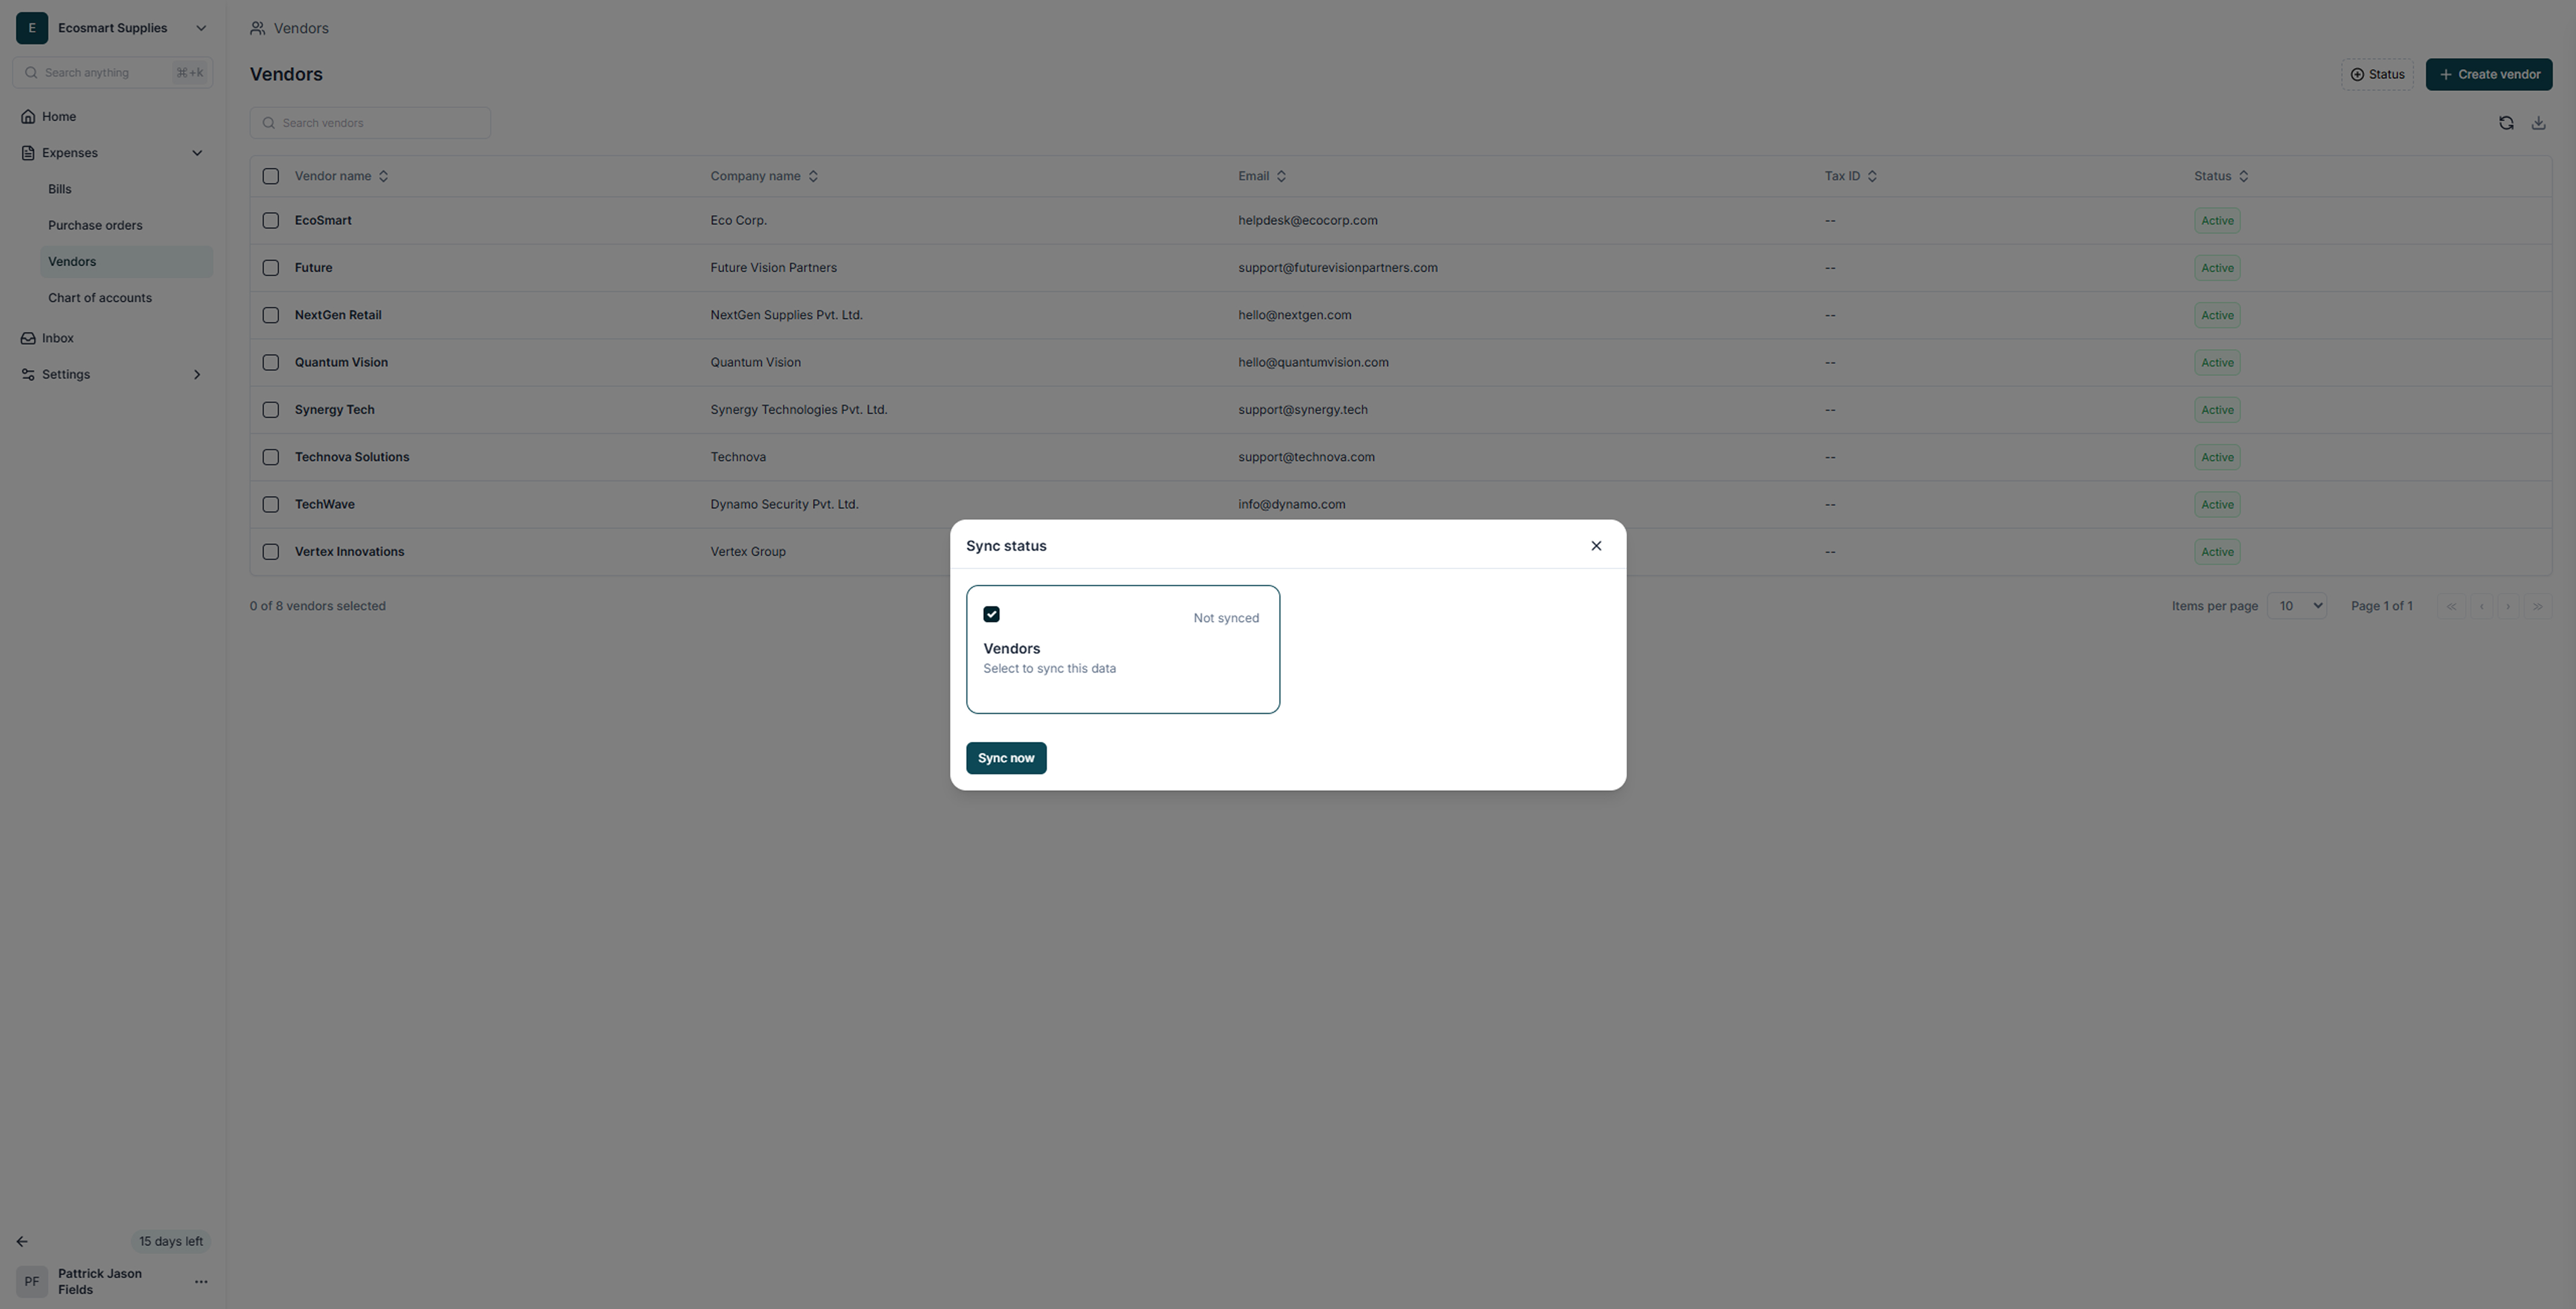 E Ecosmart Supplies
Search anything ⌘+k
Home
Expenses
Bills
Purchase orders
Vendors
Chart of accounts
Inbox
Settings
15 days left
PF Pattrick Jason
Fields
Vendors
Vendors
Status + Create vendor
Search vendors
Vendor name Company name Email Tax ID Status
EcoSmart Eco Corp. helpdesk@ecocorp.com -- Active
Future Future Vision Partners support@futurevisionpartners.com -- Active
NextGen Retail NextGen Supplies Pvt. Ltd. hello@nextgen.com -- Active
Quantum Vision Quantum Vision hello@quantumvision.com -- Active
Synergy Tech Synergy Technologies Pvt. Ltd. support@synergy.tech -- Active
Technova Solutions Technova support@technova.com -- Active
TechWave Dynamo Security Pvt. Ltd. info@dynamo.com -- Active
Vertex Innovations Vertex Group -- Active
0 of 8 vendors selected Items per page 10 Page 1 of 1 « ‹ › »
Sync status
Not synced
Vendors
Select to sync this data
Sync now